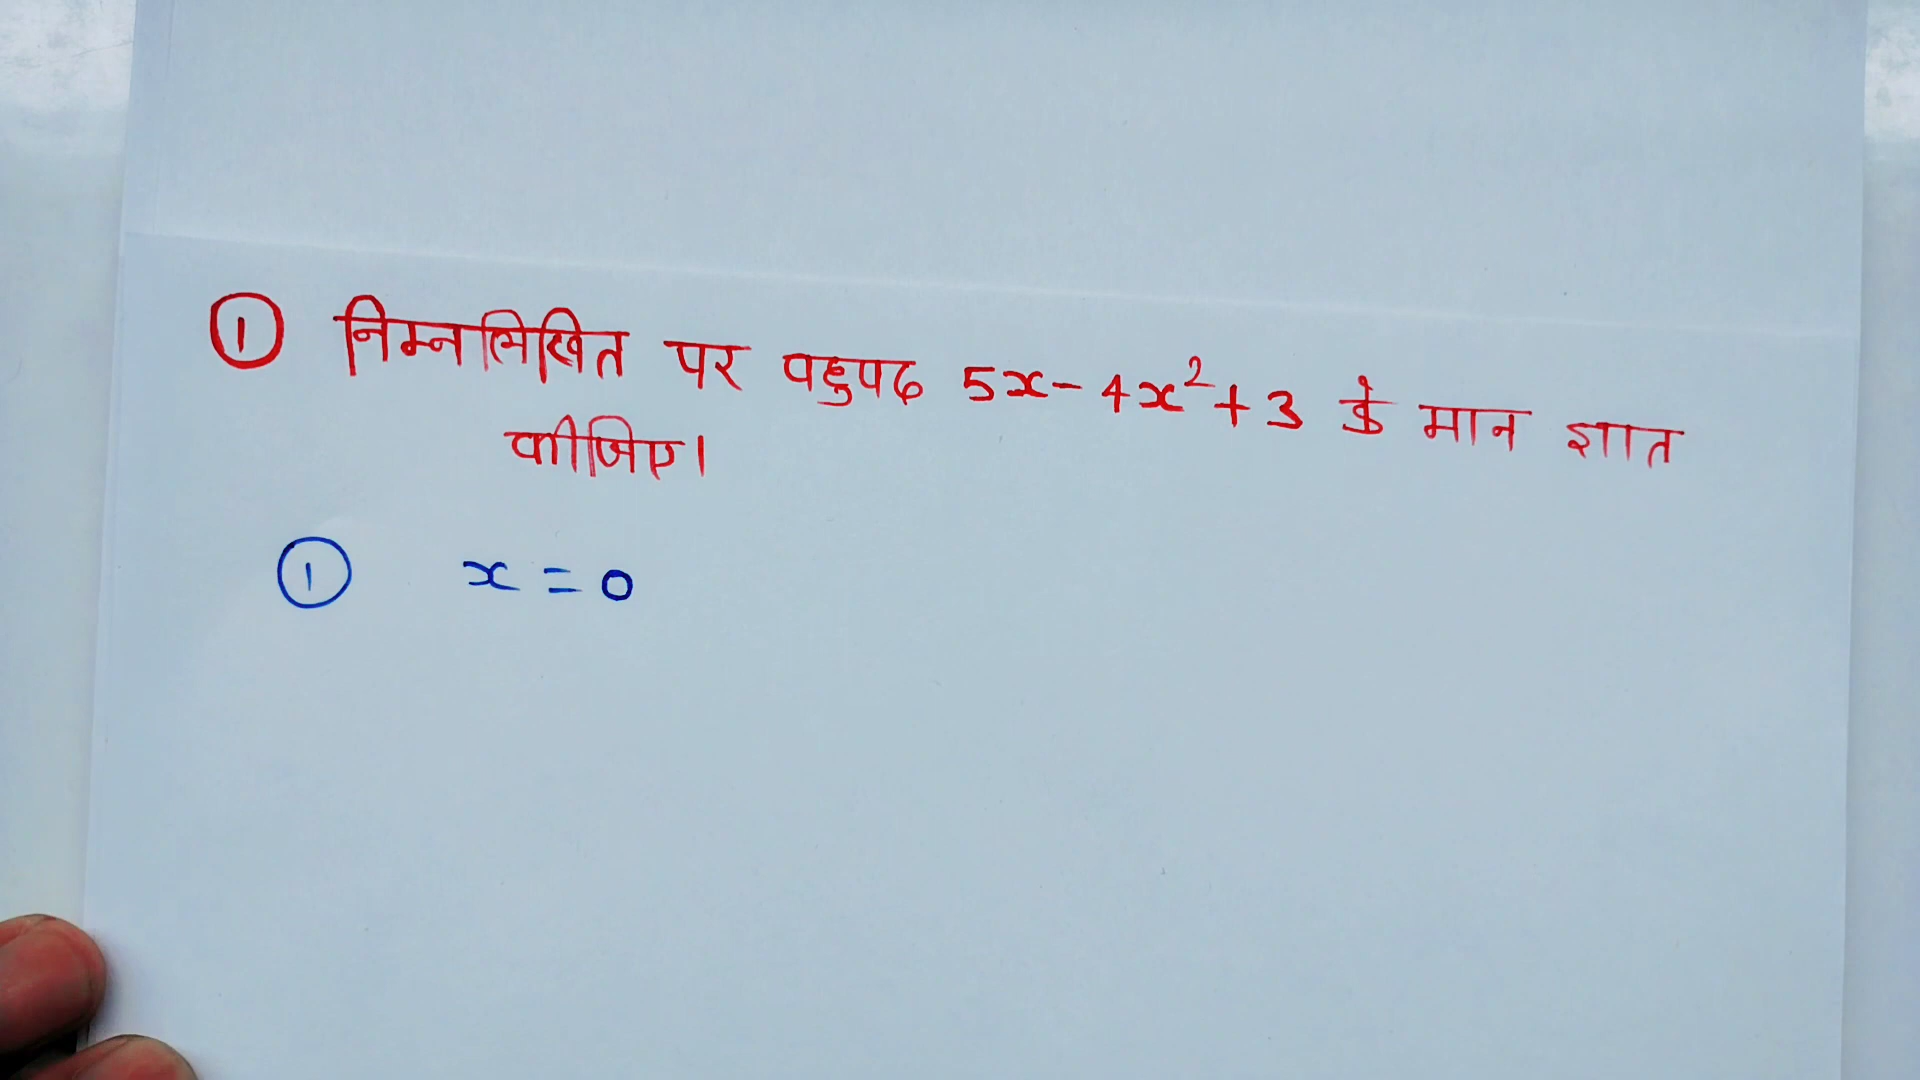 ① निम्नलिखित पर बहुपद 5x - 4x² + 3 के मान ज्ञात
कीजिए।
① x = 0